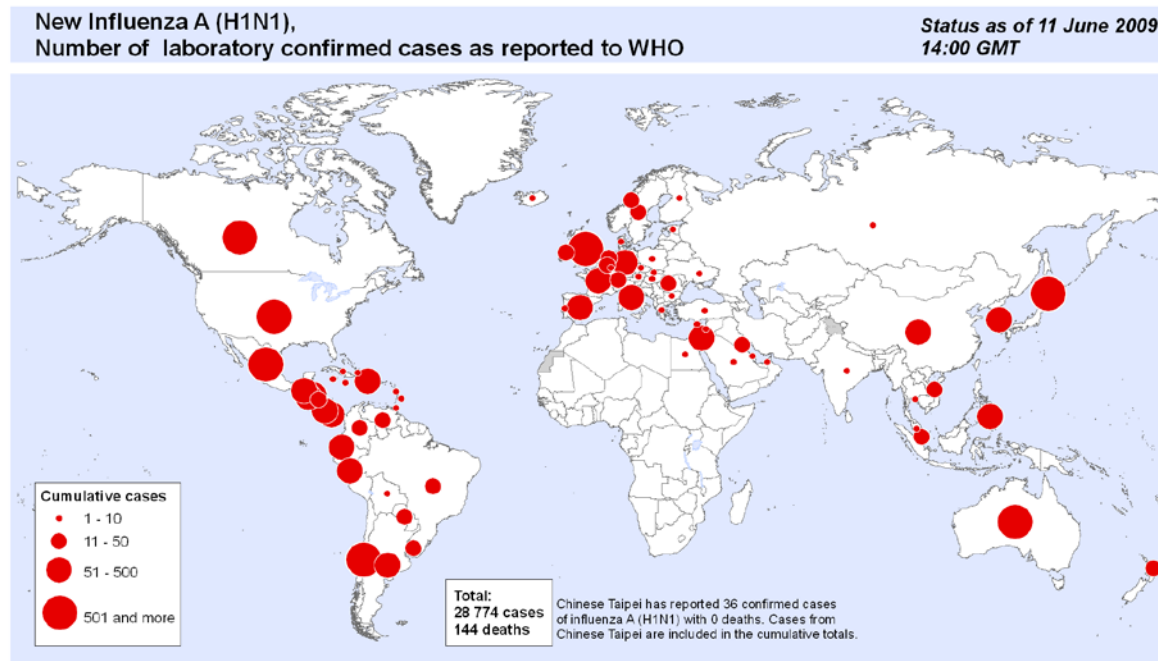 New Influenza A (H1N1),
Number of laboratory confirmed cases as reported to WHO
Status as of 11 June 2009
14:00 GMT
Cumulative cases
1 - 10
11 - 50
51 - 500
501 and more
Total:
28 774 cases
144 deaths
Chinese Taipei has reported 36 confirmed cases
of influenza A (H1N1) with 0 deaths. Cases from
Chinese Taipei are included in the cumulative totals.